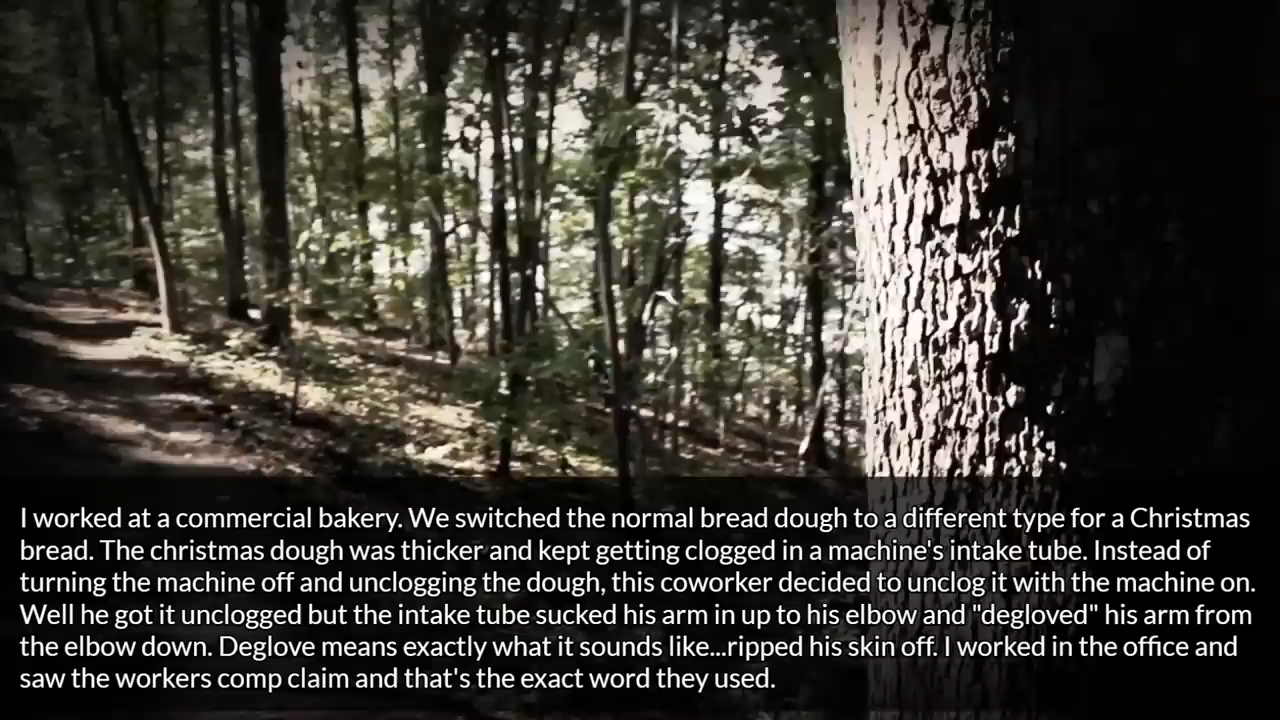 I worked at a commercial bakery. We switched the normal bread dough to a different type for a Christmas
bread. The christmas dough was thicker and kept getting clogged in a machine's intake tube. Instead of
turning the machine off and unclogging the dough, this coworker decided to unclog it with the machine on.
Well he got it unclogged but the intake tube sucked his arm in up to his elbow and "degloved" his arm from
the elbow down. Deglove means exactly what it sounds like...ripped his skin off. I worked in the office and
saw the workers comp claim and that's the exact word they used.